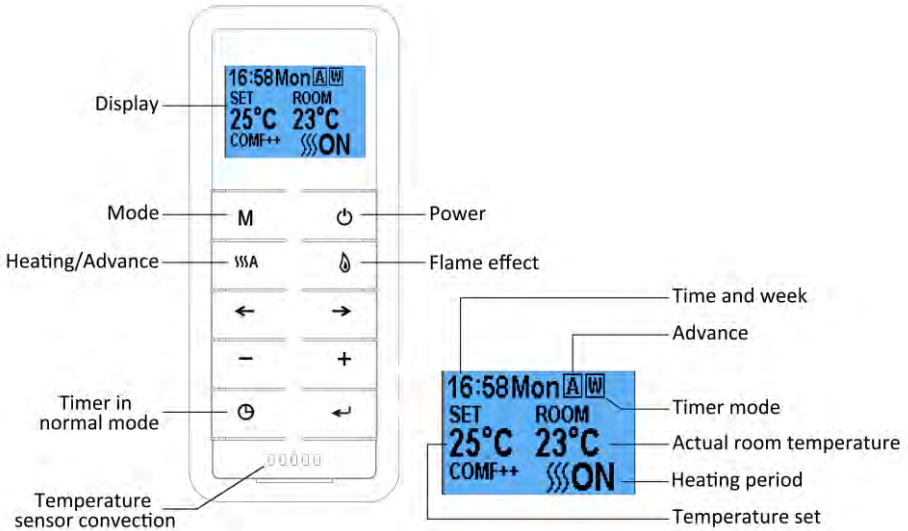 16:58Mon A W
SET ROOM
25°C 23°C
COMF++ ON
Display
Mode
M
Power
Heating/Advance
A
Flame effect
←
→
−
+
Timer in
normal mode
Temperature
sensor convection
Time and week
Advance
16:58Mon A W
SET ROOM
25°C 23°C
COMF++ ON
Timer mode
Actual room temperature
Heating period
Temperature set